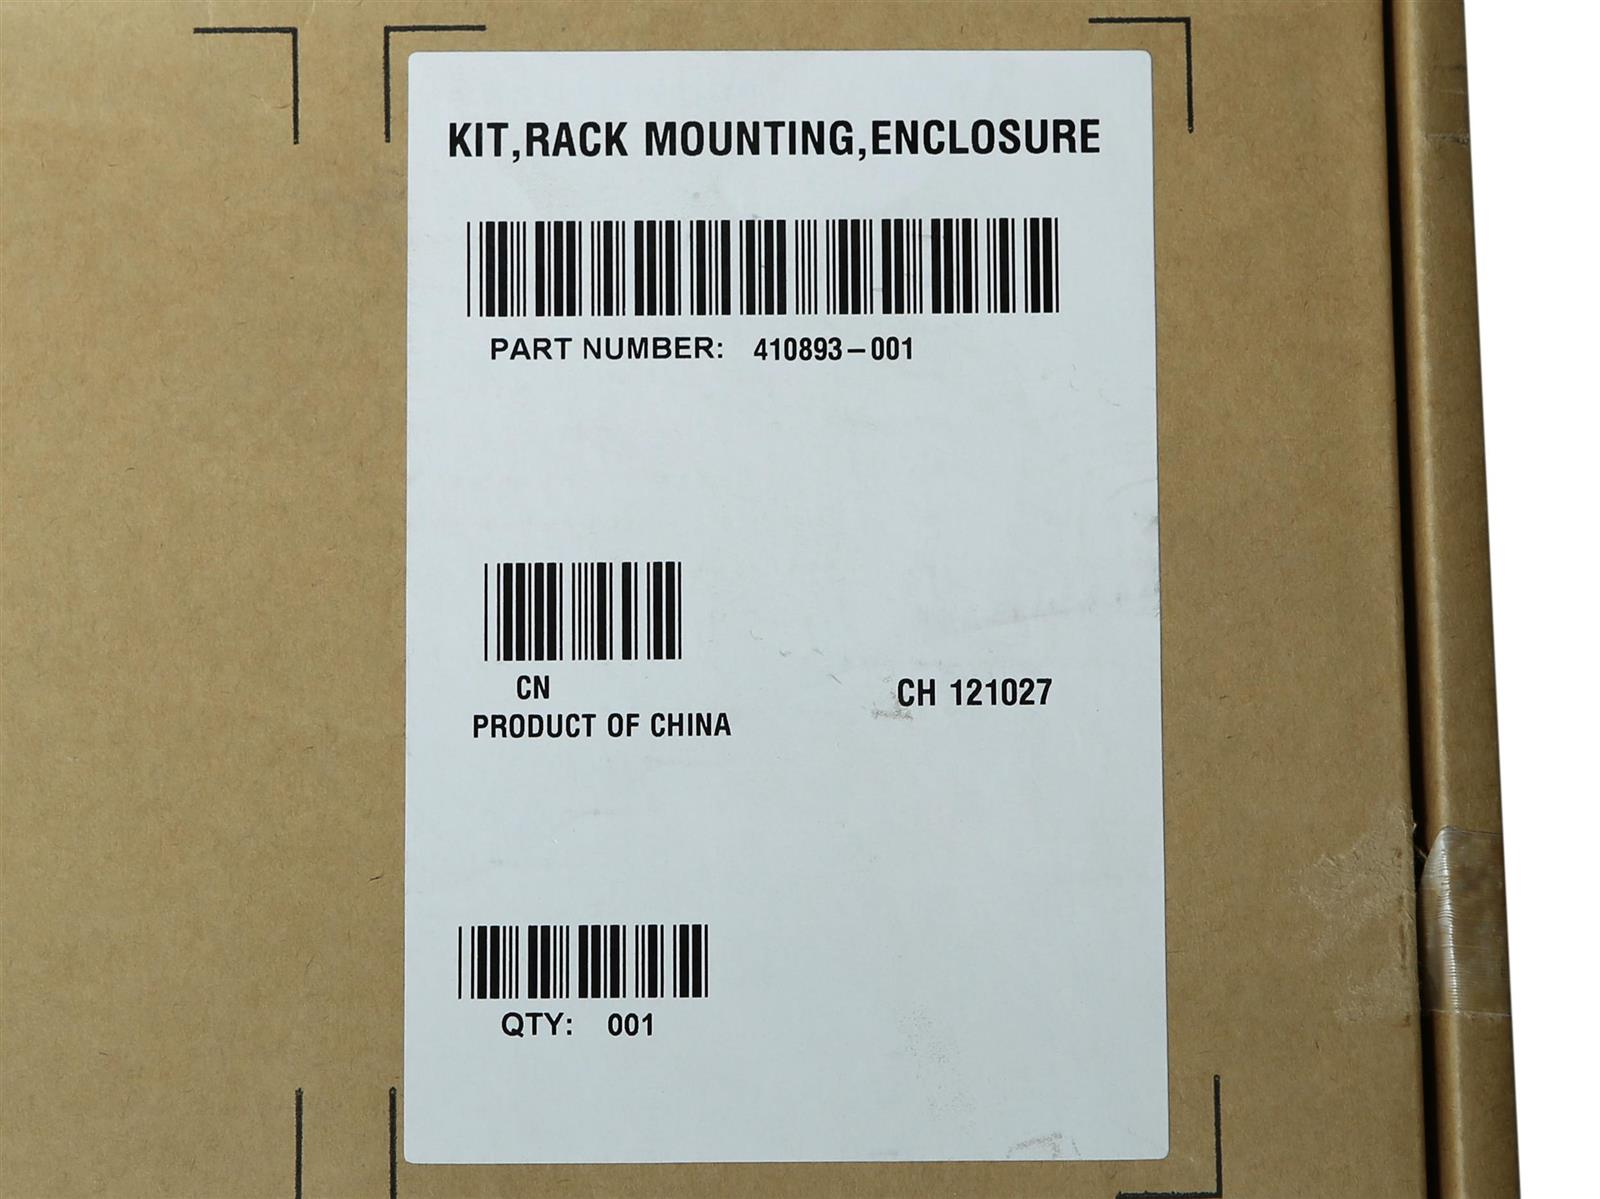 KIT,RACK MOUNTING,ENCLOSURE
PART NUMBER: 410893-001
CN
PRODUCT OF CHINA
CH 121027
QTY: 001